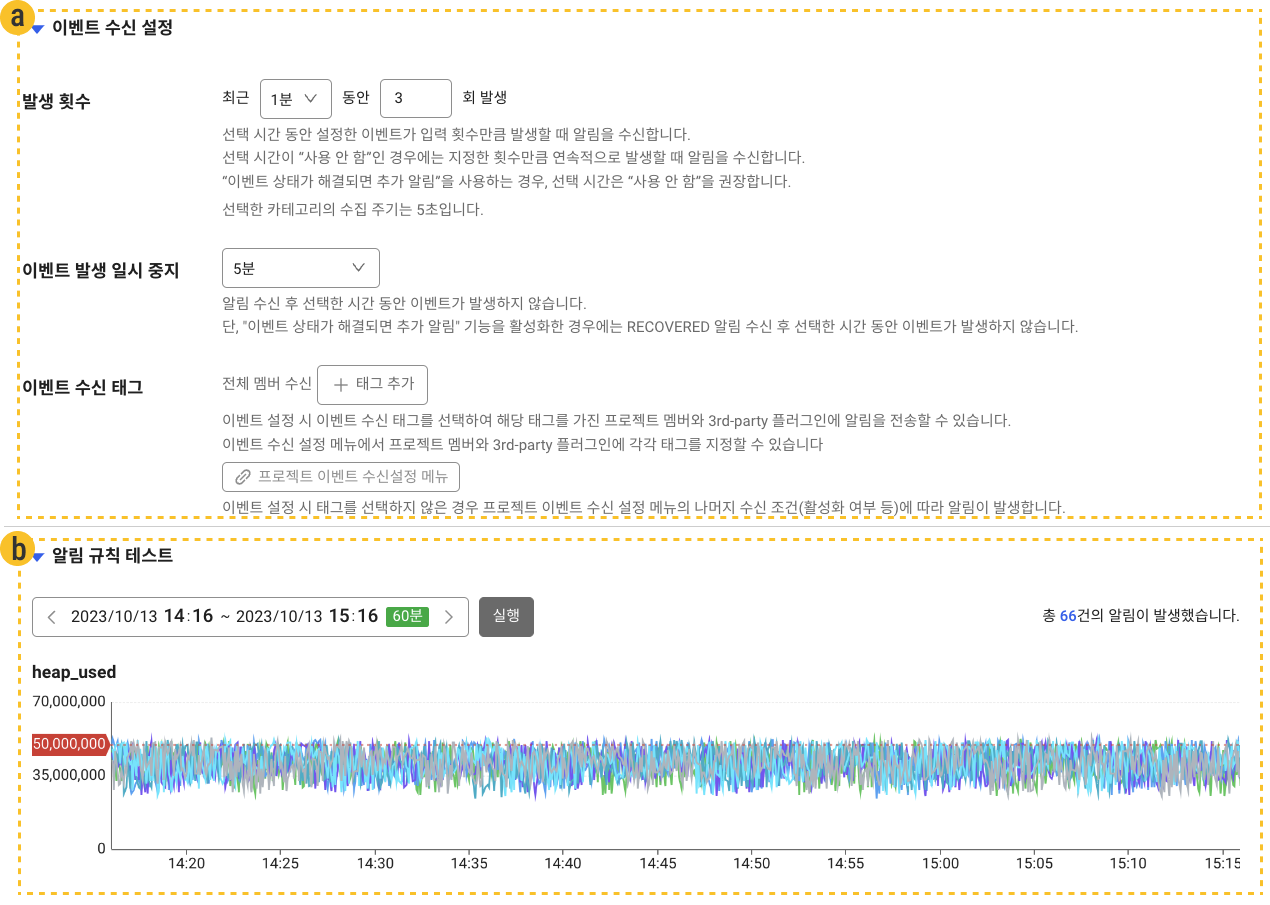 a
이벤트 수신 설정
발생 횟수
최근 1분 동안 3 회 발생
선택 시간 동안 설정한 이벤트가 입력 횟수만큼 발생할 때 알림을 수신합니다.
선택 시간이 “사용 안 함”인 경우에는 지정한 횟수만큼 연속적으로 발생할 때 알림을 수신합니다.
“이벤트 상태가 해결되면 추가 알림”을 사용하는 경우, 선택 시간은 “사용 안 함”을 권장합니다.
선택한 카테고리의 수집 주기는 5초입니다.
이벤트 발생 일시 중지
5분
알림 수신 후 선택한 시간 동안 이벤트가 발생하지 않습니다.
단, "이벤트 상태가 해결되면 추가 알림" 기능을 활성화한 경우에는 RECOVERED 알림 수신 후 선택한 시간 동안 이벤트가 발생하지 않습니다.
이벤트 수신 태그
전체 멤버 수신 + 태그 추가
이벤트 설정 시 이벤트 수신 태그를 선택하여 해당 태그를 가진 프로젝트 멤버와 3rd-party 플러그인에 알림을 전송할 수 있습니다.
이벤트 수신 설정 메뉴에서 프로젝트 멤버와 3rd-party 플러그인에 각각 태그를 지정할 수 있습니다
프로젝트 이벤트 수신설정 메뉴
이벤트 설정 시 태그를 선택하지 않은 경우 프로젝트 이벤트 수신 설정 메뉴의 나머지 수신 조건(활성화 여부 등)에 따라 알림이 발생합니다.
b
알림 규칙 테스트
2023/10/13 14:16 ~ 2023/10/13 15:16 60분 실행
총 66건의 알림이 발생했습니다.
heap_used
70,000,000
50,000,000
35,000,000
0
14:20 14:25 14:30 14:35 14:40 14:45 14:50 14:55 15:00 15:05 15:10 15:15